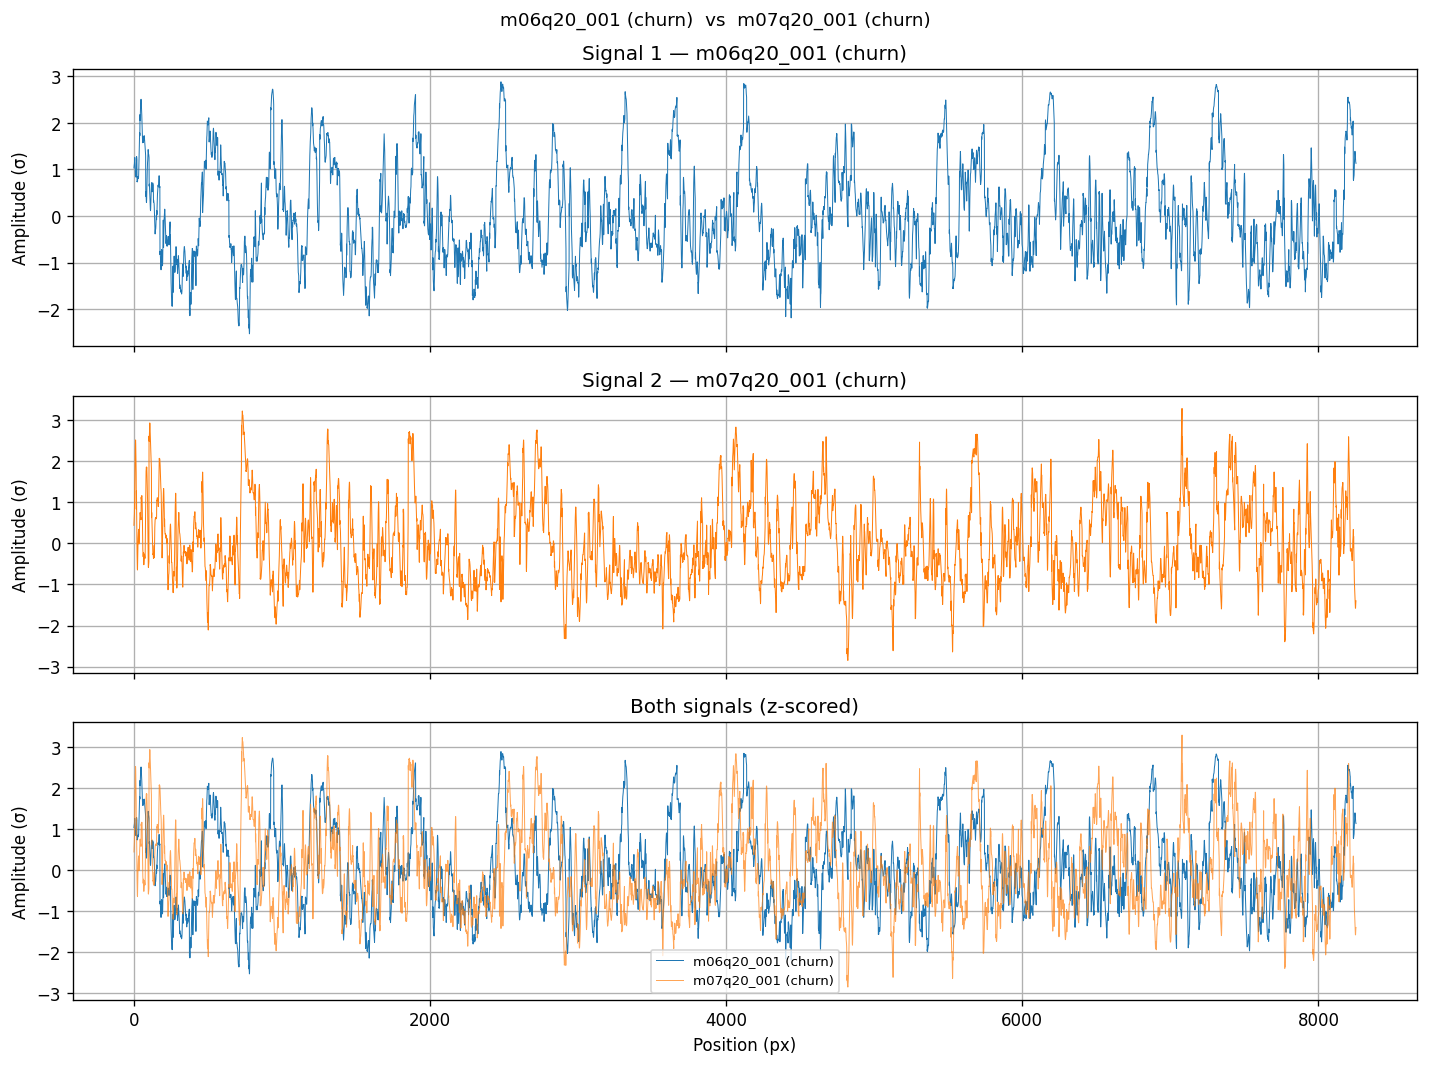 m06q20_001 (churn)  vs  m07q20_001 (churn)
Signal 1 — m06q20_001 (churn)
Amplitude (σ)
3
2
1
0
−1
−2
Signal 2 — m07q20_001 (churn)
Amplitude (σ)
3
2
1
0
−1
−2
−3
Both signals (z-scored)
Amplitude (σ)
3
2
1
0
−1
−2
−3
m06q20_001 (churn)
m07q20_001 (churn)
0 2000 4000 6000 8000
Position (px)